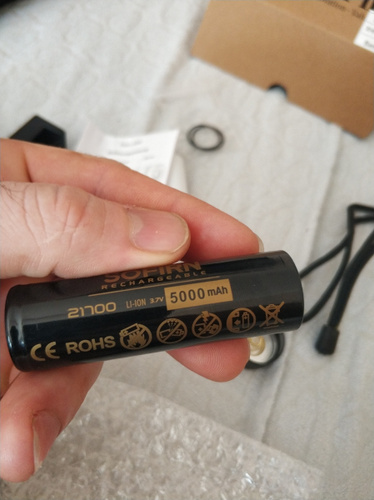 SOFIRN
RECHARGEABLE
21700 LI-ION 3.7V 5000 mAh
CE ROHS